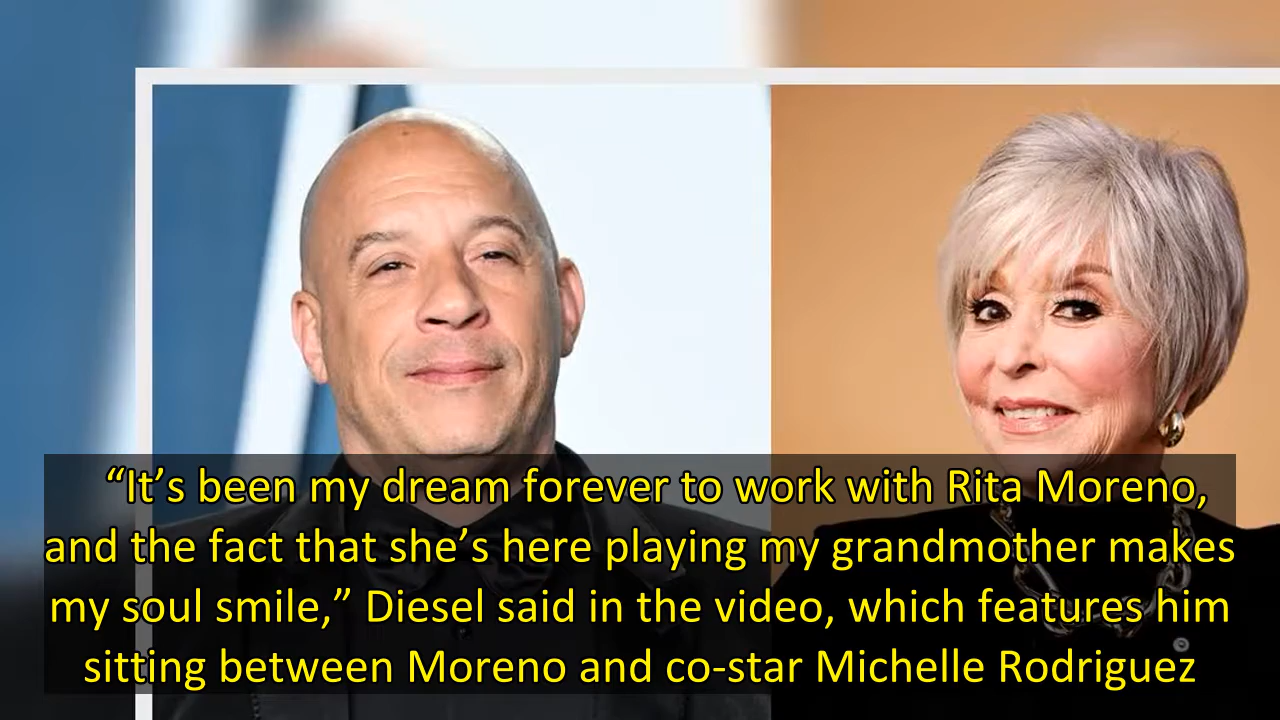 “It’s been my dream forever to work with Rita Moreno,
and the fact that she’s here playing my grandmother makes
my soul smile,” Diesel said in the video, which features him
sitting between Moreno and co-star Michelle Rodriguez